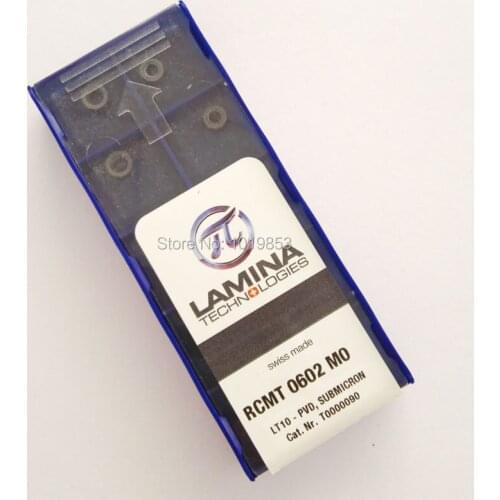 π
Store No: 1019853
LAMINA
TECHNOLOGIES
swiss made
RCMT 0602 MO
LT10 - PVD, SUBMICRON
Cat. Nr. T0000090